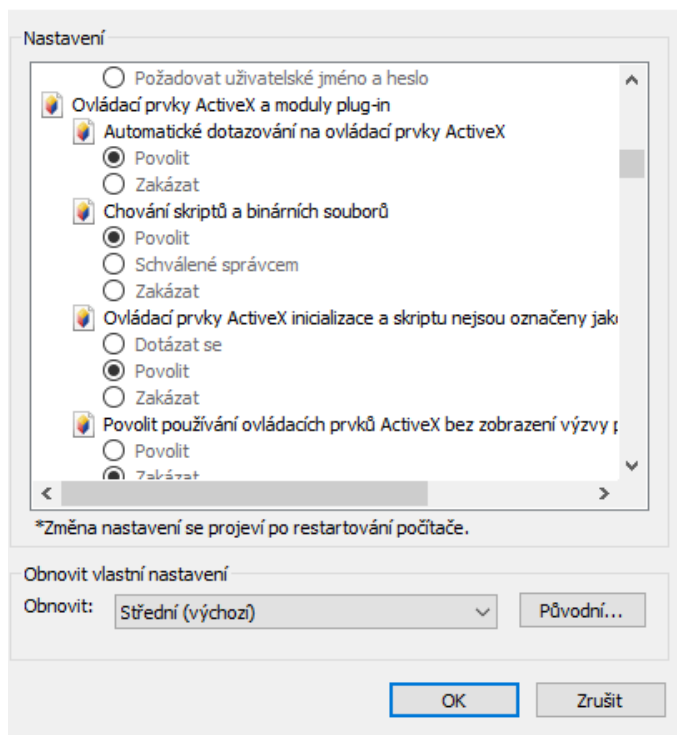 Nastavení
Požadovat uživatelské jméno a heslo
Ovládací prvky ActiveX a moduly plug-in
Automatické dotazování na ovládací prvky ActiveX
Povolit
Zakázat
Chování skriptů a binárních souborů
Povolit
Schválené správcem
Zakázat
Ovládací prvky ActiveX inicializace a skriptu nejsou označeny jako
Dotázat se
Povolit
Zakázat
Povolit používání ovládacích prvků ActiveX bez zobrazení výzvy p
Povolit
Zakázat
*Změna nastavení se projeví po restartování počítače.
Obnovit vlastní nastavení
Obnovit:
Střední (výchozí)
Původní...
OK
Zrušit